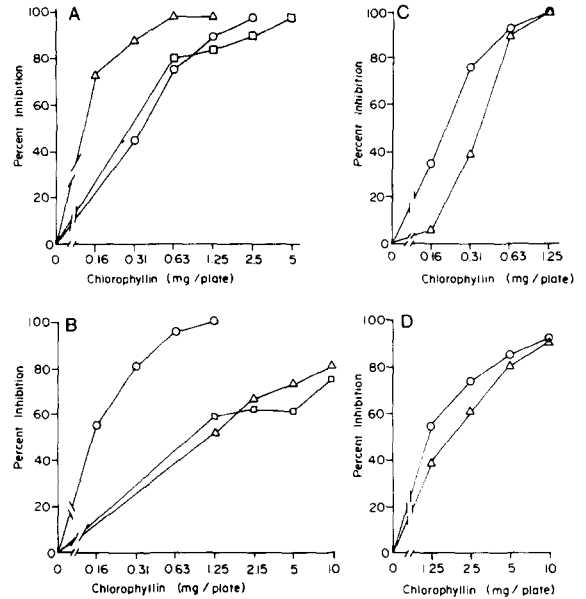 A
Percent Inhibition
100
80
60
40
20
0
0 0.16 0.31 0.63 1.25 2.5 5
Chlorophyllin (mg/plate)
C
Percent Inhibition
100
80
60
40
20
0
0 0.16 0.31 0.63 1.25
Chlorophyllin (mg/plate)
B
Percent Inhibition
100
80
60
40
20
0
0 0.16 0.31 0.63 1.25 2.15 5 10
Chlorophyllin (mg/plate)
D
Percent Inhibition
100
80
60
40
20
0
0 1.25 2.5 5 10
Chlorophyllin (mg/plate)